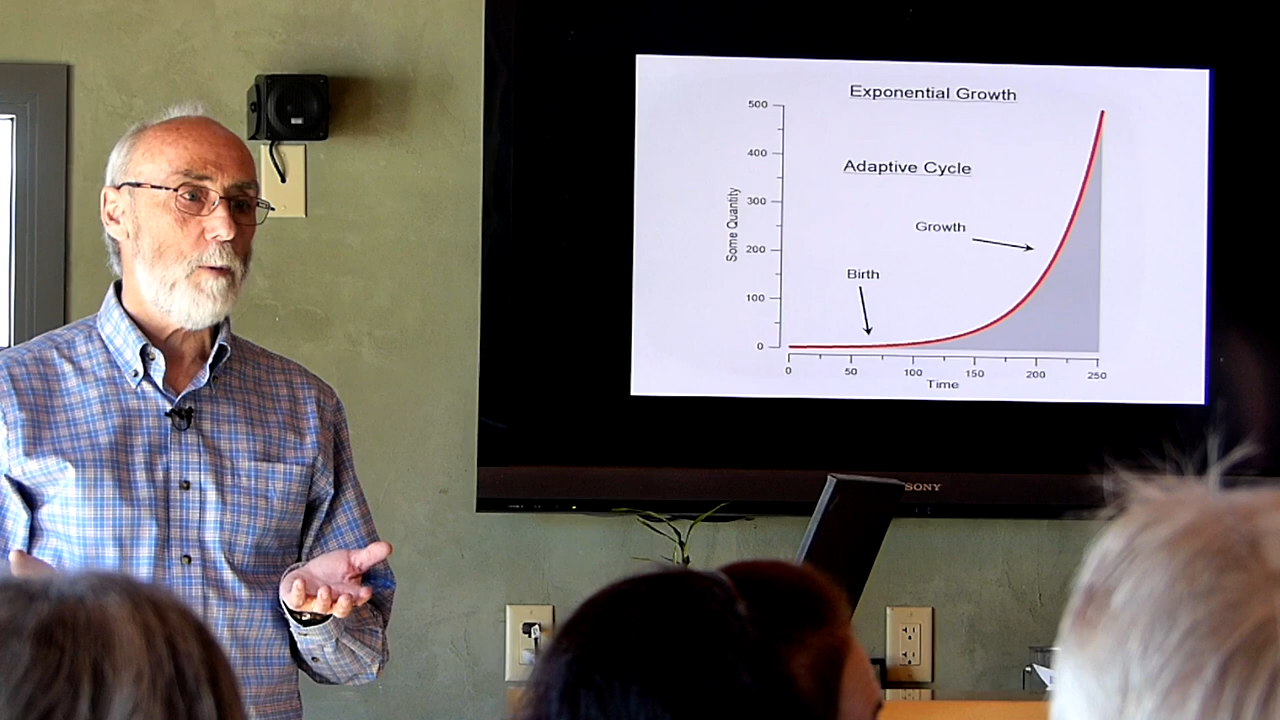 Exponential Growth
500
Adaptive Cycle
400
300
Growth
200
Birth
100
0
Some Quantity
0 50 100 150 200 250
Time
SONY